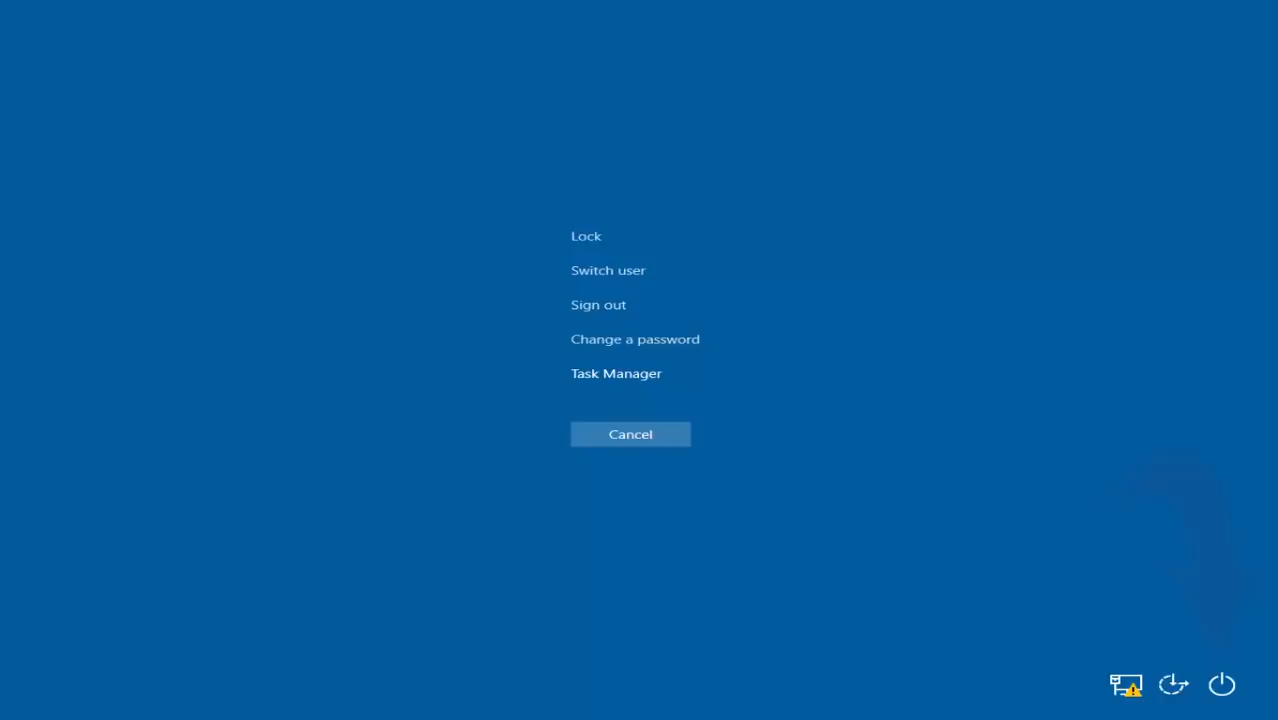 Lock
Switch user
Sign out
Change a password
Task Manager
Cancel